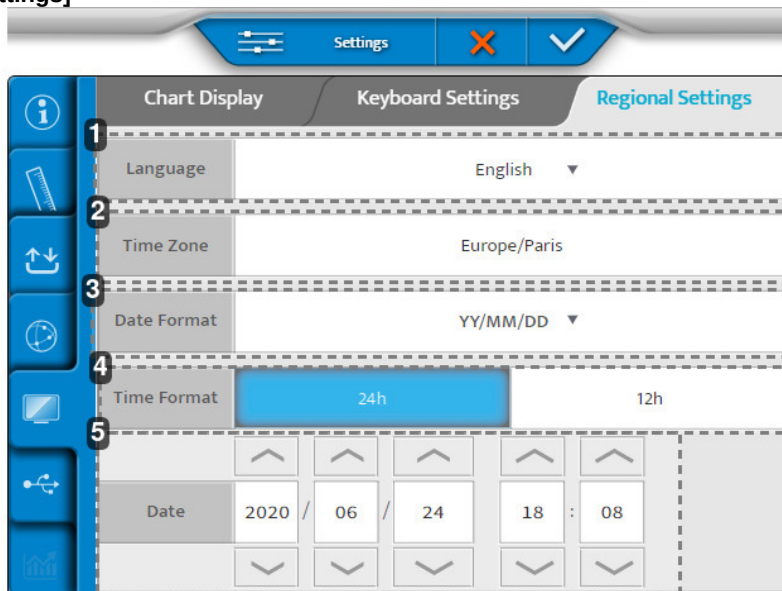 ttings]
Settings
Chart Display Keyboard Settings Regional Settings
1
Language English
2
Time Zone Europe/Paris
3
Date Format YY/MM/DD
4
Time Format 24h 12h
5
Date 2020 / 06 / 24 18 : 08